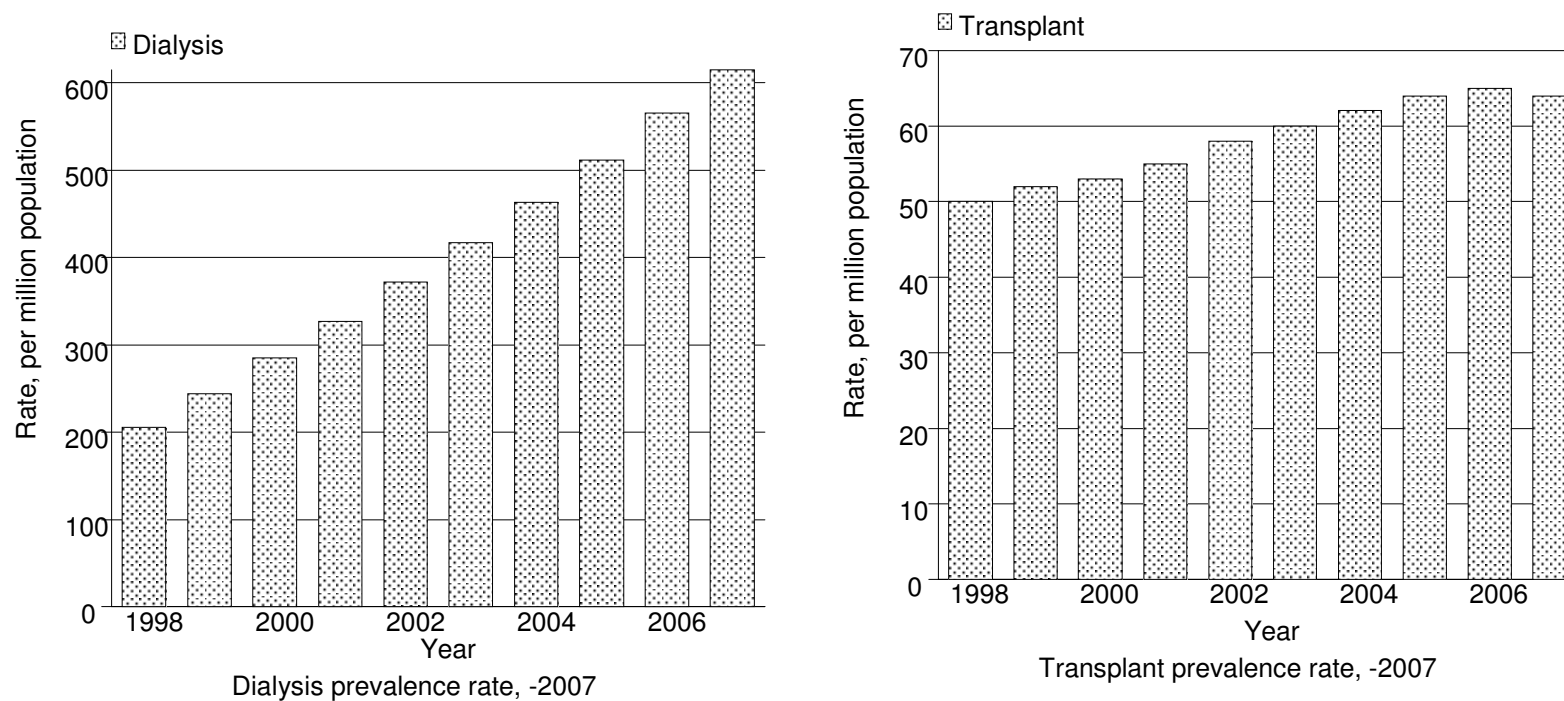 Dialysis
600
500
400
300
200
100
0
Rate, per million population
1998 2000 2002 2004 2006
Year
Dialysis prevalence rate, -2007
Transplant
70
60
50
40
30
20
10
0
Rate, per million population
1998 2000 2002 2004 2006
Year
Transplant prevalence rate, -2007